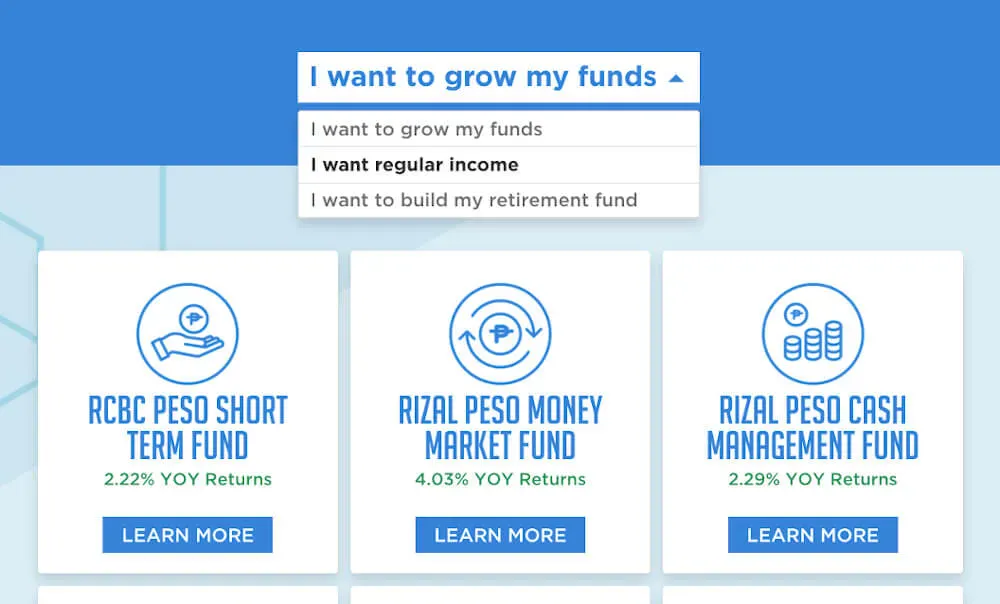 I want to grow my funds
I want to grow my funds
I want regular income
I want to build my retirement fund
RCBC PESO SHORT
TERM FUND
2.22% YOY Returns
LEARN MORE
RIZAL PESO MONEY
MARKET FUND
4.03% YOY Returns
LEARN MORE
RIZAL PESO CASH
MANAGEMENT FUND
2.29% YOY Returns
LEARN MORE